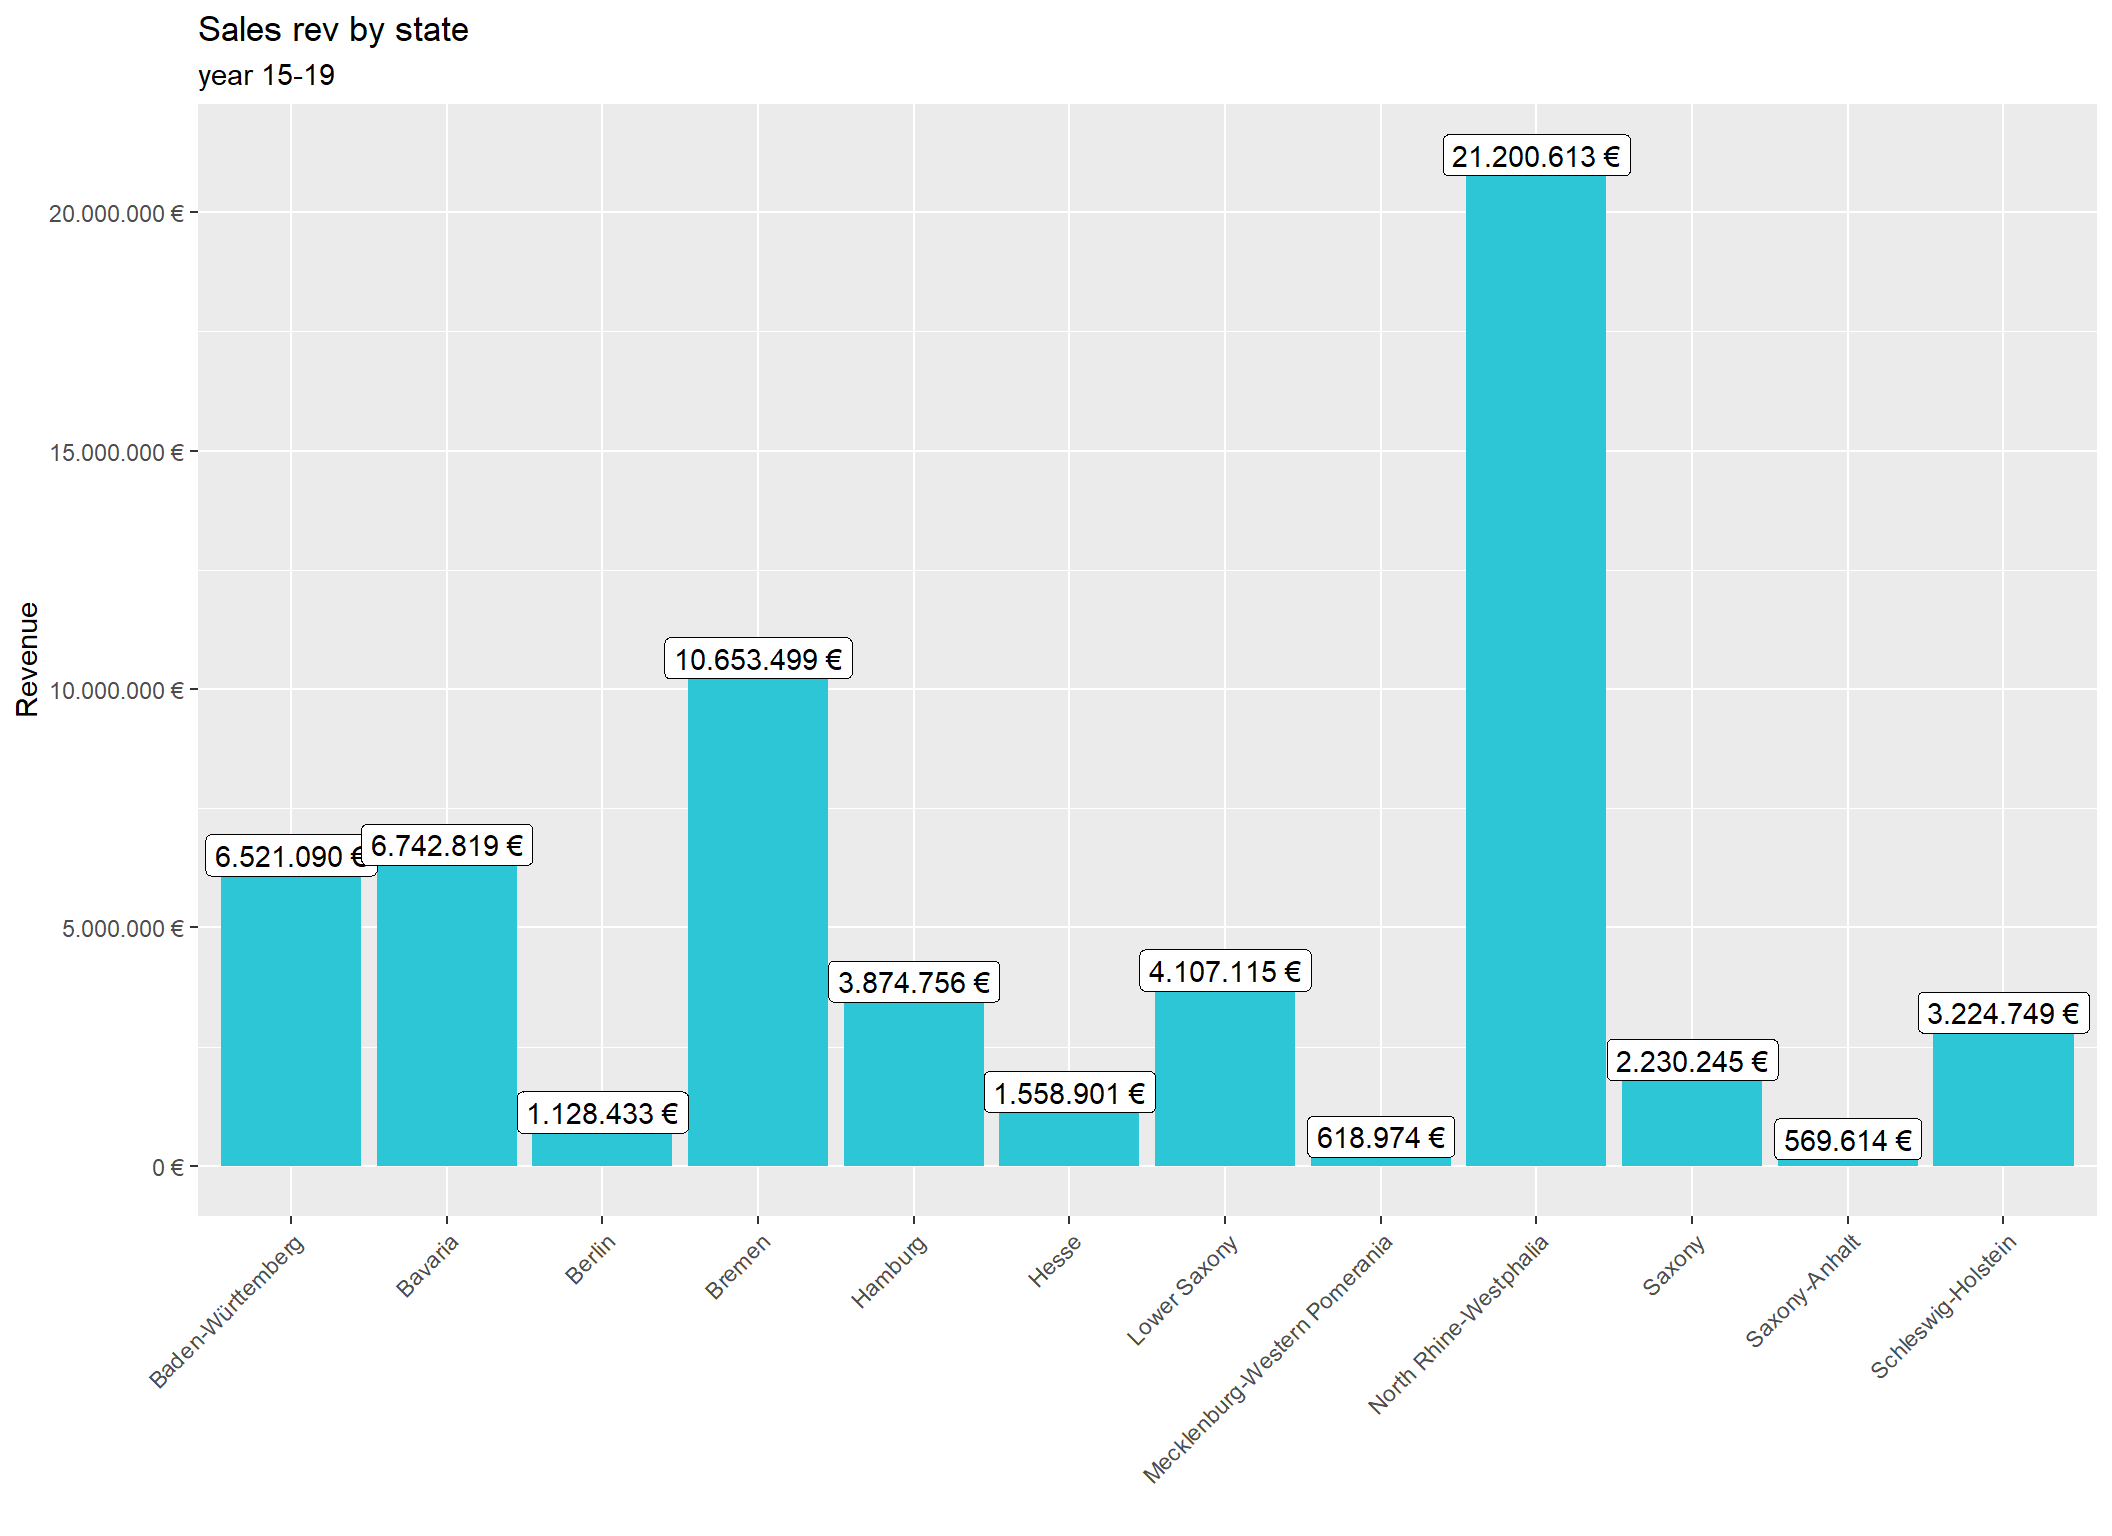 Sales rev by state
year 15-19
Revenue
20.000.000 €
15.000.000 €
10.000.000 €
5.000.000 €
0 €
6.521.090 €
6.742.819 €
1.128.433 €
10.653.499 €
3.874.756 €
1.558.901 €
4.107.115 €
618.974 €
21.200.613 €
2.230.245 €
569.614 €
3.224.749 €
Baden-Württemberg
Bavaria
Berlin
Bremen
Hamburg
Hesse
Lower Saxony
Mecklenburg-Western Pomerania
North Rhine-Westphalia
Saxony
Saxony-Anhalt
Schleswig-Holstein